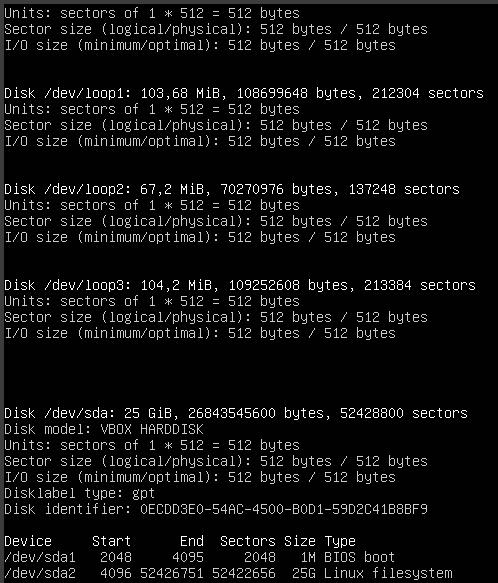 Units: sectors of 1 * 512 = 512 bytes
Sector size (logical/physical): 512 bytes / 512 bytes
I/O size (minimum/optimal): 512 bytes / 512 bytes
Disk /dev/loop1: 103,68 MiB, 108699648 bytes, 212304 sectors
Units: sectors of 1 * 512 = 512 bytes
Sector size (logical/physical): 512 bytes / 512 bytes
I/O size (minimum/optimal): 512 bytes / 512 bytes
Disk /dev/loop2: 67,2 MiB, 70270976 bytes, 137248 sectors
Units: sectors of 1 * 512 = 512 bytes
Sector size (logical/physical): 512 bytes / 512 bytes
I/O size (minimum/optimal): 512 bytes / 512 bytes
Disk /dev/loop3: 104,2 MiB, 109252608 bytes, 213384 sectors
Units: sectors of 1 * 512 = 512 bytes
Sector size (logical/physical): 512 bytes / 512 bytes
I/O size (minimum/optimal): 512 bytes / 512 bytes
Disk /dev/sda: 25 GiB, 26843545600 bytes, 52428800 sectors
Disk model: VBOX HARDDISK
Units: sectors of 1 * 512 = 512 bytes
Sector size (logical/physical): 512 bytes / 512 bytes
I/O size (minimum/optimal): 512 bytes / 512 bytes
Disklabel type: gpt
Disk identifier: 0ECDD3E0-54AC-4500-B0D1-59D2C41B8BF9
Device Start End Sectors Size Type
/dev/sda1 2048 4095 2048 1M BIOS boot
/dev/sda2 4096 52426751 52422656 25G Linux filesystem